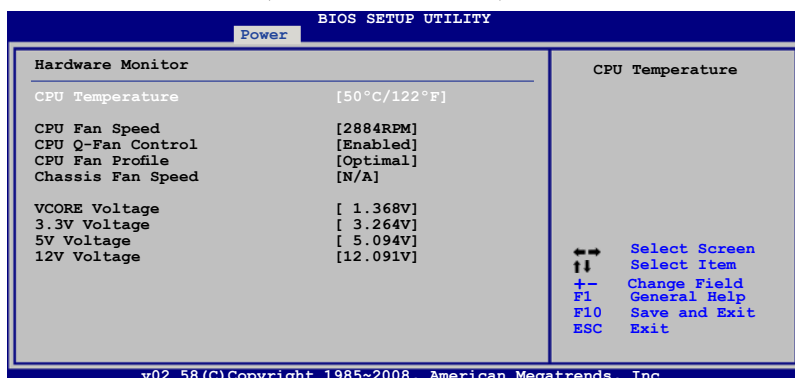 BIOS SETUP UTILITY
Power
Hardware Monitor
CPU Temperature [50°C/122°F]
CPU Fan Speed [2884RPM]
CPU Q-Fan Control [Enabled]
CPU Fan Profile [Optimal]
Chassis Fan Speed [N/A]
VCORE Voltage [ 1.368V]
3.3V Voltage [ 3.264V]
5V Voltage [ 5.094V]
12V Voltage [12.091V]
CPU Temperature
←→ Select Screen
↑↓ Select Item
+- Change Field
F1 General Help
F10 Save and Exit
ESC Exit
v02.58(C)Copyright 1985~2008, American Megatrends, Inc